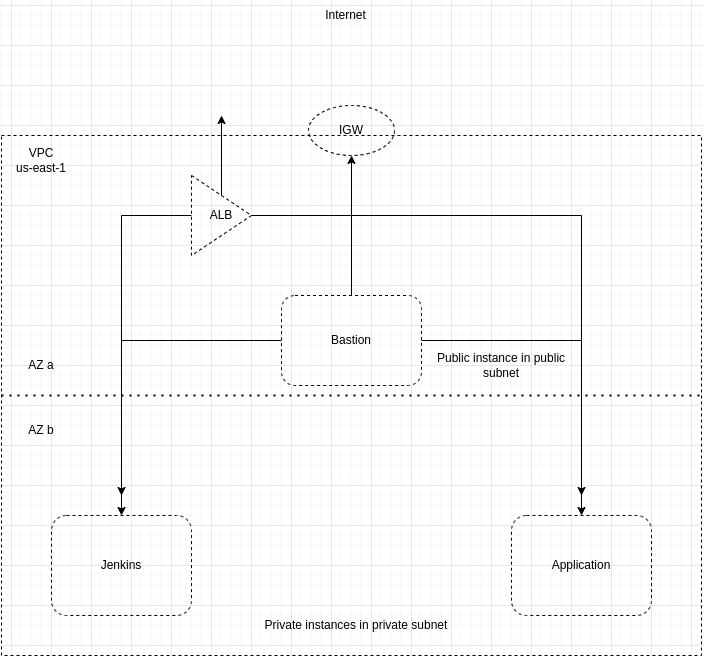 Internet
IGW
VPC
us-east-1
ALB
Bastion
Public instance in public
subnet
AZ a
AZ b
Jenkins
Application
Private instances in private subnet